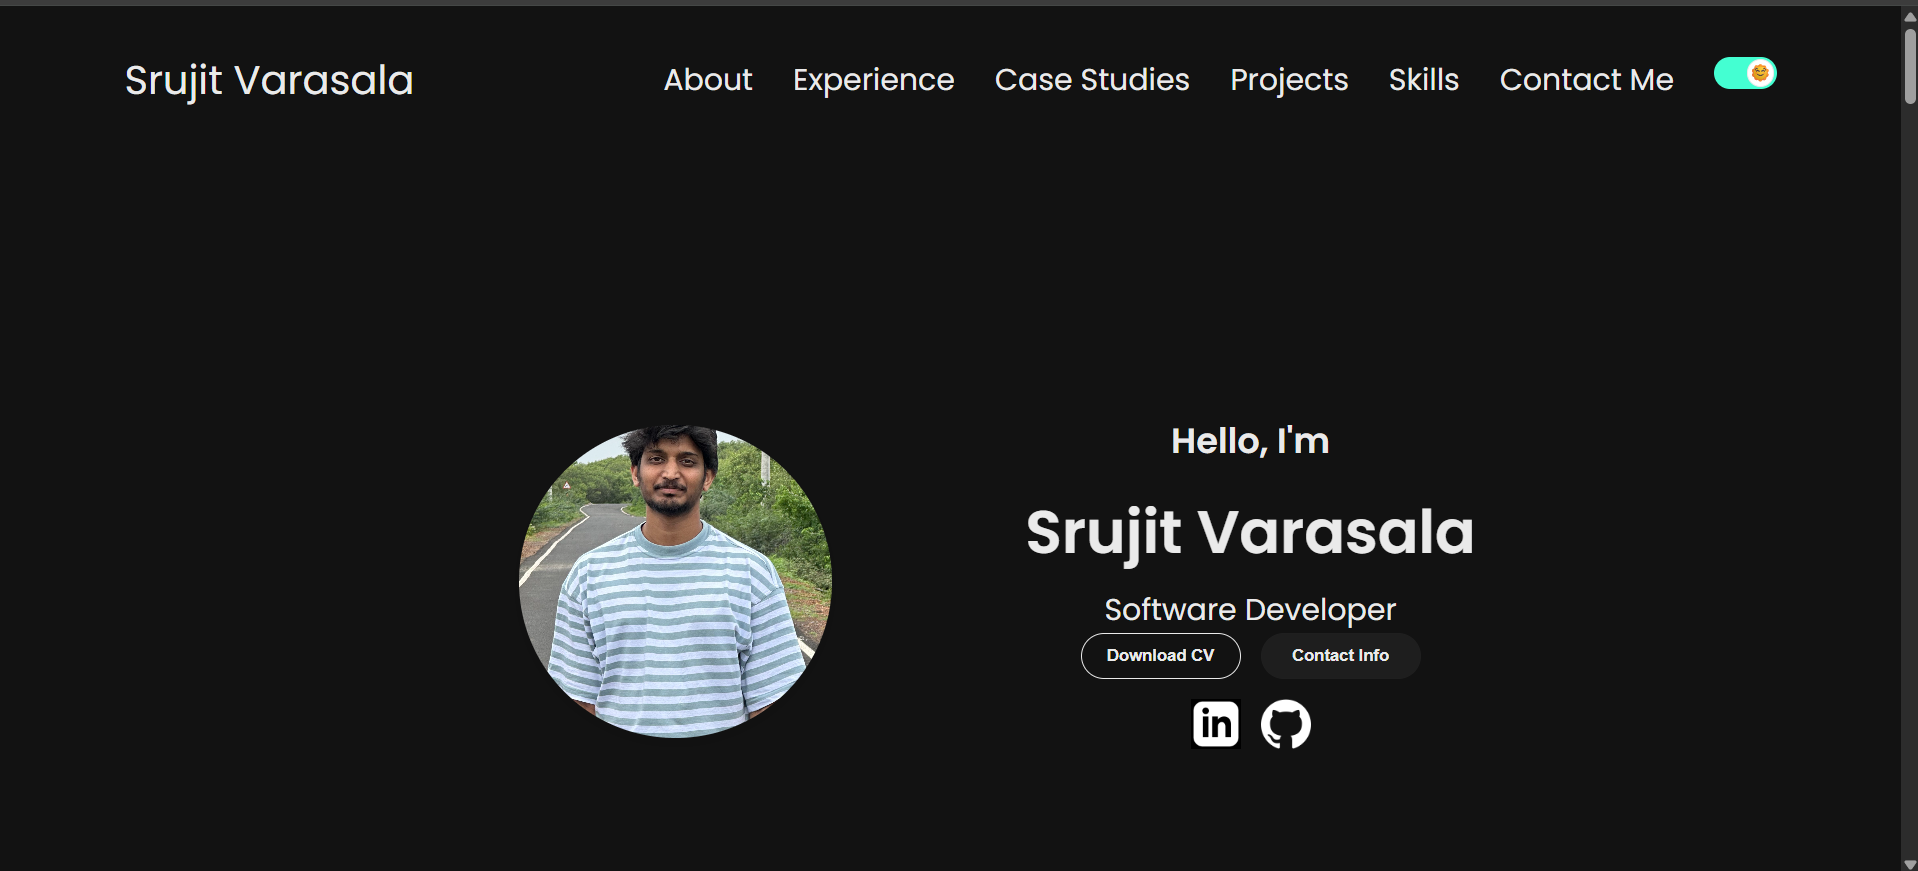 Srujit Varasala
About Experience Case Studies Projects Skills Contact Me
Hello, I'm
Srujit Varasala
Software Developer
Download CV Contact Info
in